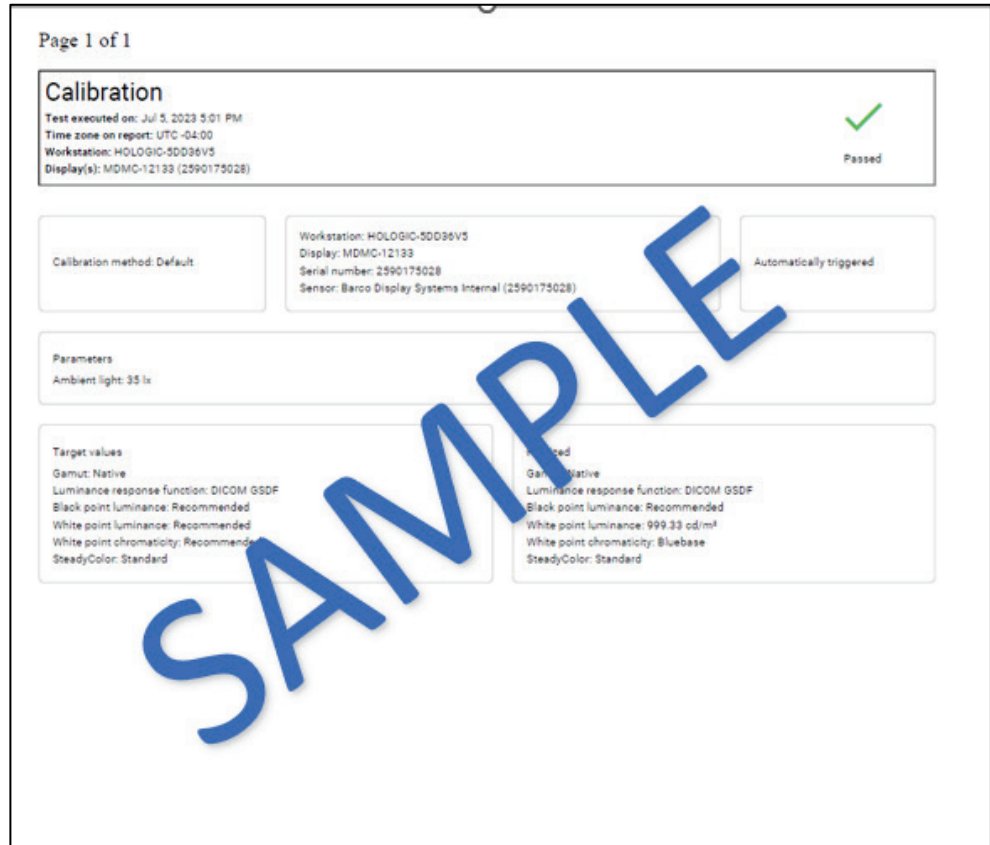 Page 1 of 1
Calibration
Test executed on: Jul 5, 2023 5:01 PM
Time zone on report: UTC -04:00
Workstation: HOLOGIC-5DD36V5
Display(s): MDMC-12133 (2590175028)
Passed
Calibration method: Default
Workstation: HOLOGIC-5DD36V5
Display: MDMC-12133
Serial number: 2590175028
Sensor: Barco Display Systems Internal (2590175028)
Automatically triggered
Parameters
Ambient light: 35 lx
Target values
Gamut: Native
Luminance response function: DICOM GSDF
Black point luminance: Recommended
White point luminance: Recommended
White point chromaticity: Recommended
SteadyColor: Standard
Native
Luminance response function: DICOM GSDF
Black point luminance: Recommended
White point luminance: 999.33 cd/m²
White point chromaticity: Bluebase
SteadyColor: Standard
SAMPLE